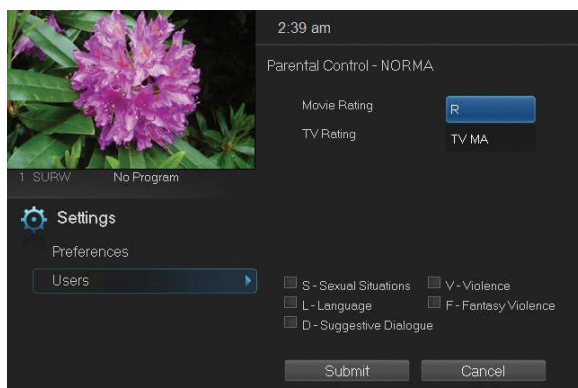 2:39 am
Parental Control - NORMA
Movie Rating R
TV Rating TV MA
1 SURW No Program
Settings
Preferences
Users
S - Sexual Situations V - Violence
L - Language F - Fantasy Violence
D - Suggestive Dialogue
Submit Cancel